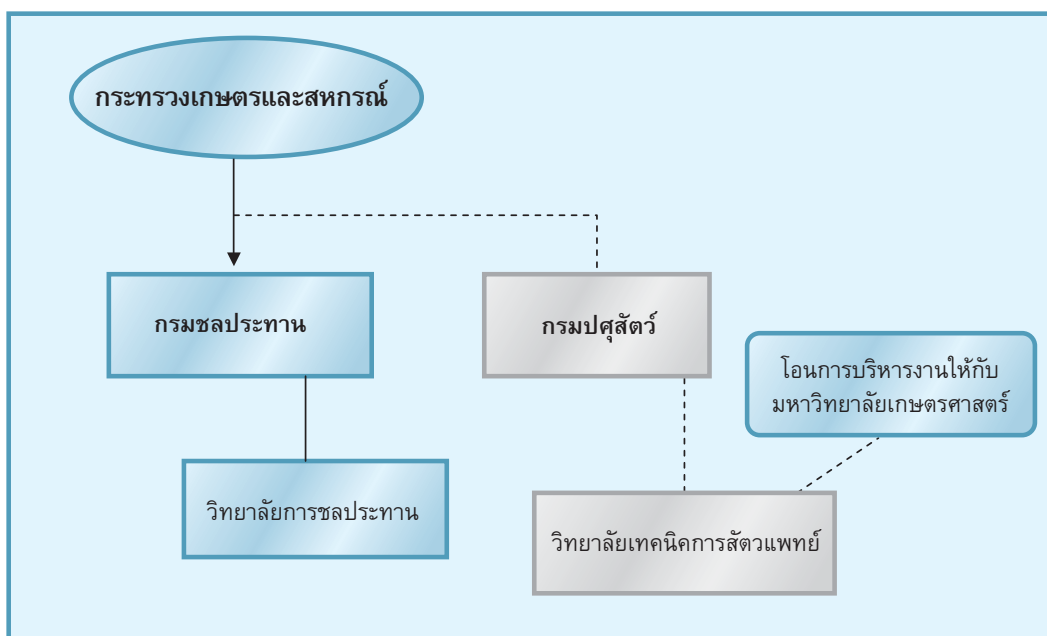 กระทรวงเกษตรและสหกรณ์
กรมชลประทาน
กรมปศุสัตว์
โอนการบริหารงานให้กับ
มหาวิทยาลัยเกษตรศาสตร์
วิทยาลัยการชลประทาน
วิทยาลัยเทคนิคการสัตวแพทย์